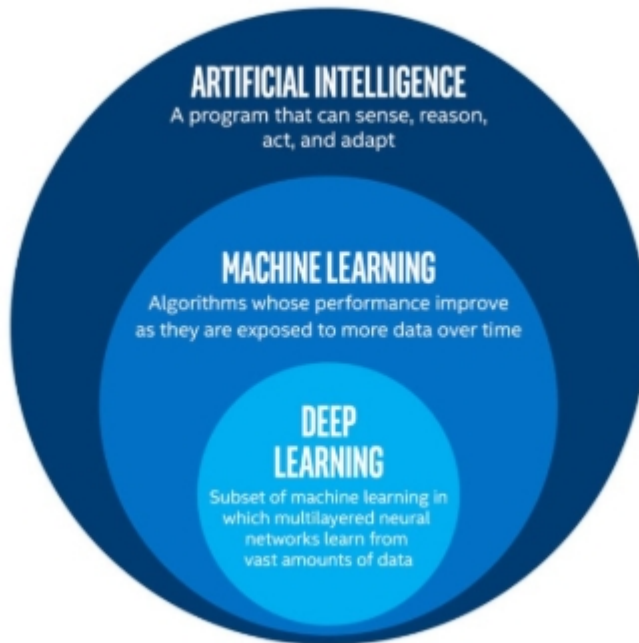 ARTIFICIAL INTELLIGENCE
A program that can sense, reason,
act, and adapt
MACHINE LEARNING
Algorithms whose performance improve
as they are exposed to more data over time
DEEP
LEARNING
Subset of machine learning in
which multilayered neural
networks learn from
vast amounts of data